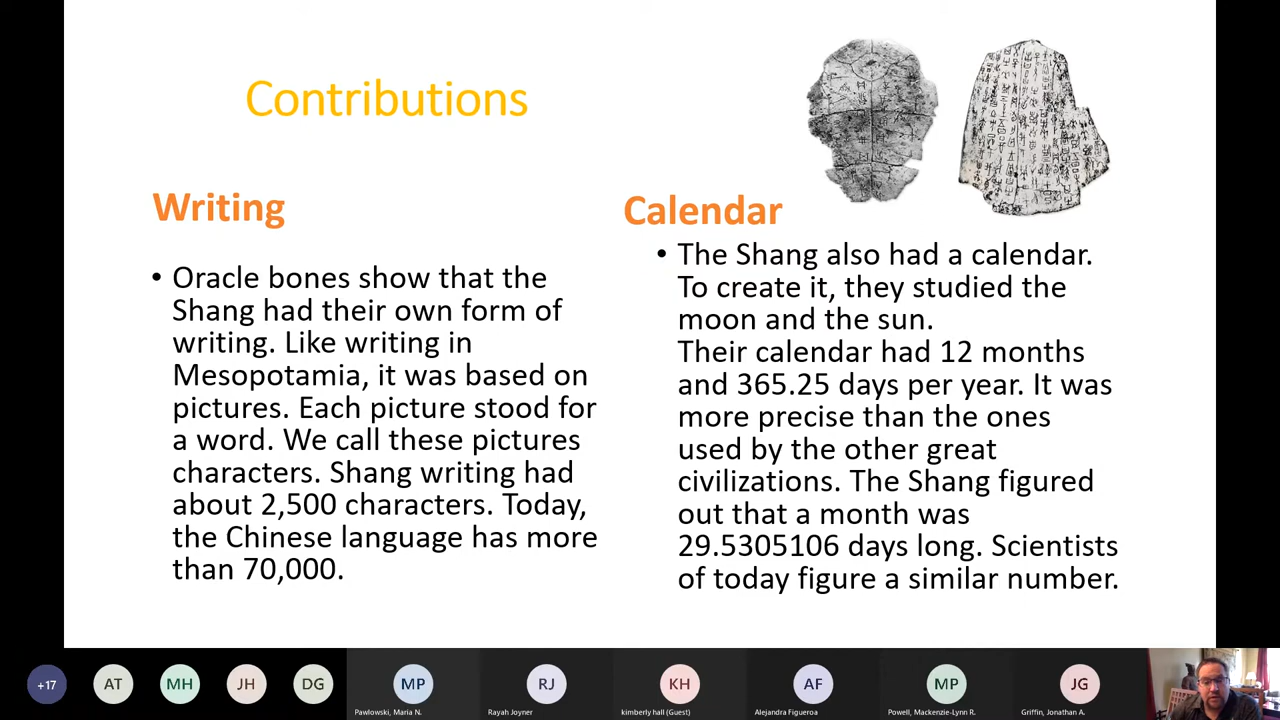 Contributions
Writing
• Oracle bones show that the
Shang had their own form of
writing. Like writing in
Mesopotamia, it was based on
pictures. Each picture stood for
a word. We call these pictures
characters. Shang writing had
about 2,500 characters. Today,
the Chinese language has more
than 70,000.
Calendar
• The Shang also had a calendar.
To create it, they studied the
moon and the sun.
Their calendar had 12 months
and 365.25 days per year. It was
more precise than the ones
used by the other great
civilizations. The Shang figured
out that a month was
29.5305106 days long. Scientists
of today figure a similar number.
+17
AT
MH
JH
DG
MP
RJ
KH
AF
MP
JG
Pawlowski, Maria N.
Rayah Joyner
kimberly hall (Guest)
Alejandra Figueroa
Powell, Mackenzie-Lynn R.
Griffin, Jonathan A.